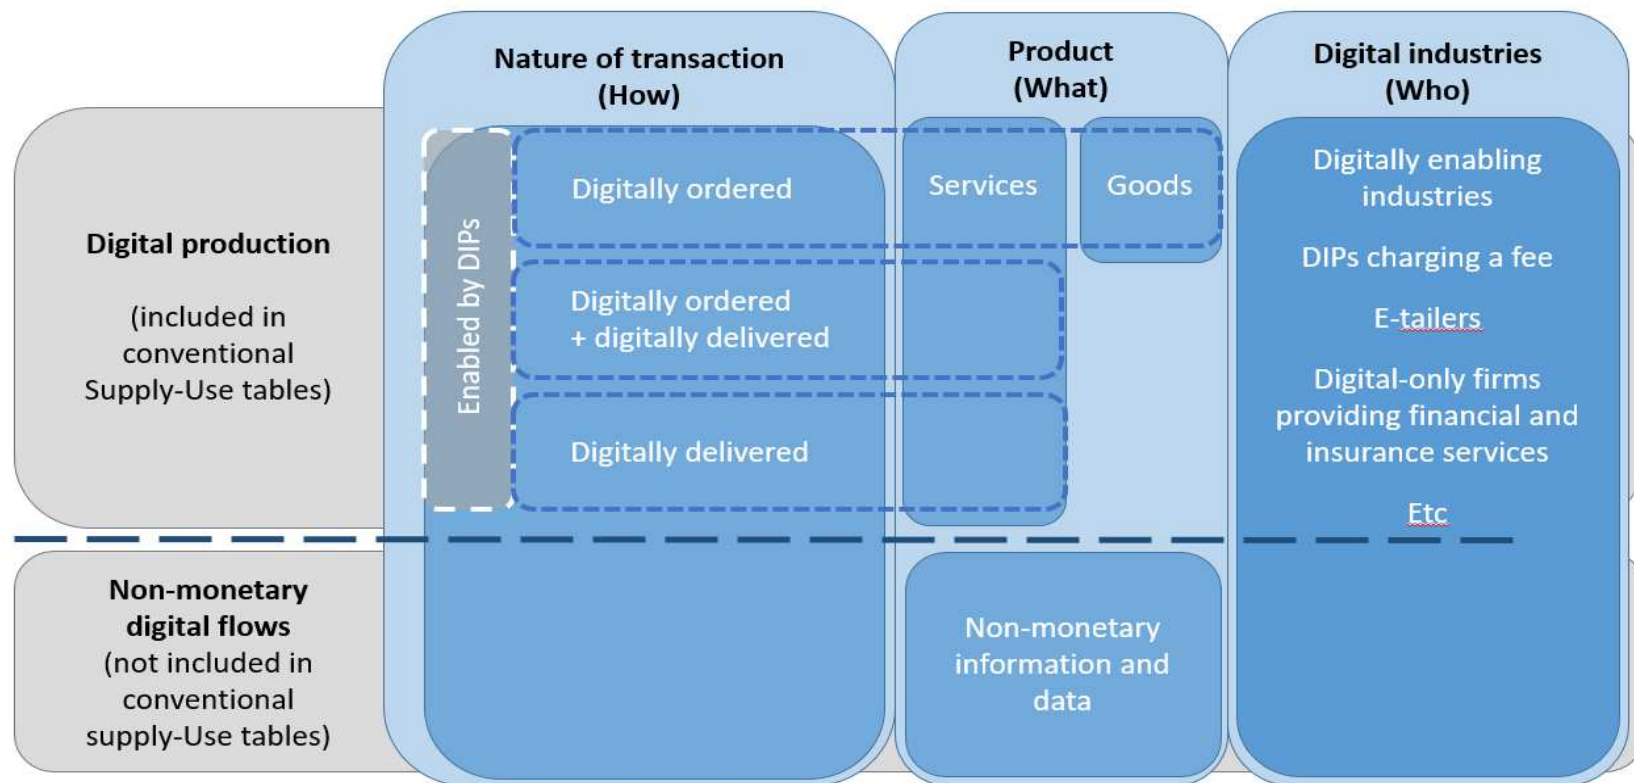 Nature of transaction
(How)
Product
(What)
Digital industries
(Who)
Digital production
(included in
conventional
Supply-Use tables)
Enabled by DIPs
Digitally ordered
Digitally ordered
+ digitally delivered
Digitally delivered
Services
Goods
Digitally enabling
industries
DIPs charging a fee
E-tailers
Digital-only firms
providing financial and
insurance services
Etc
Non-monetary
digital flows
(not included in
conventional
supply-Use tables)
Non-monetary
information and
data